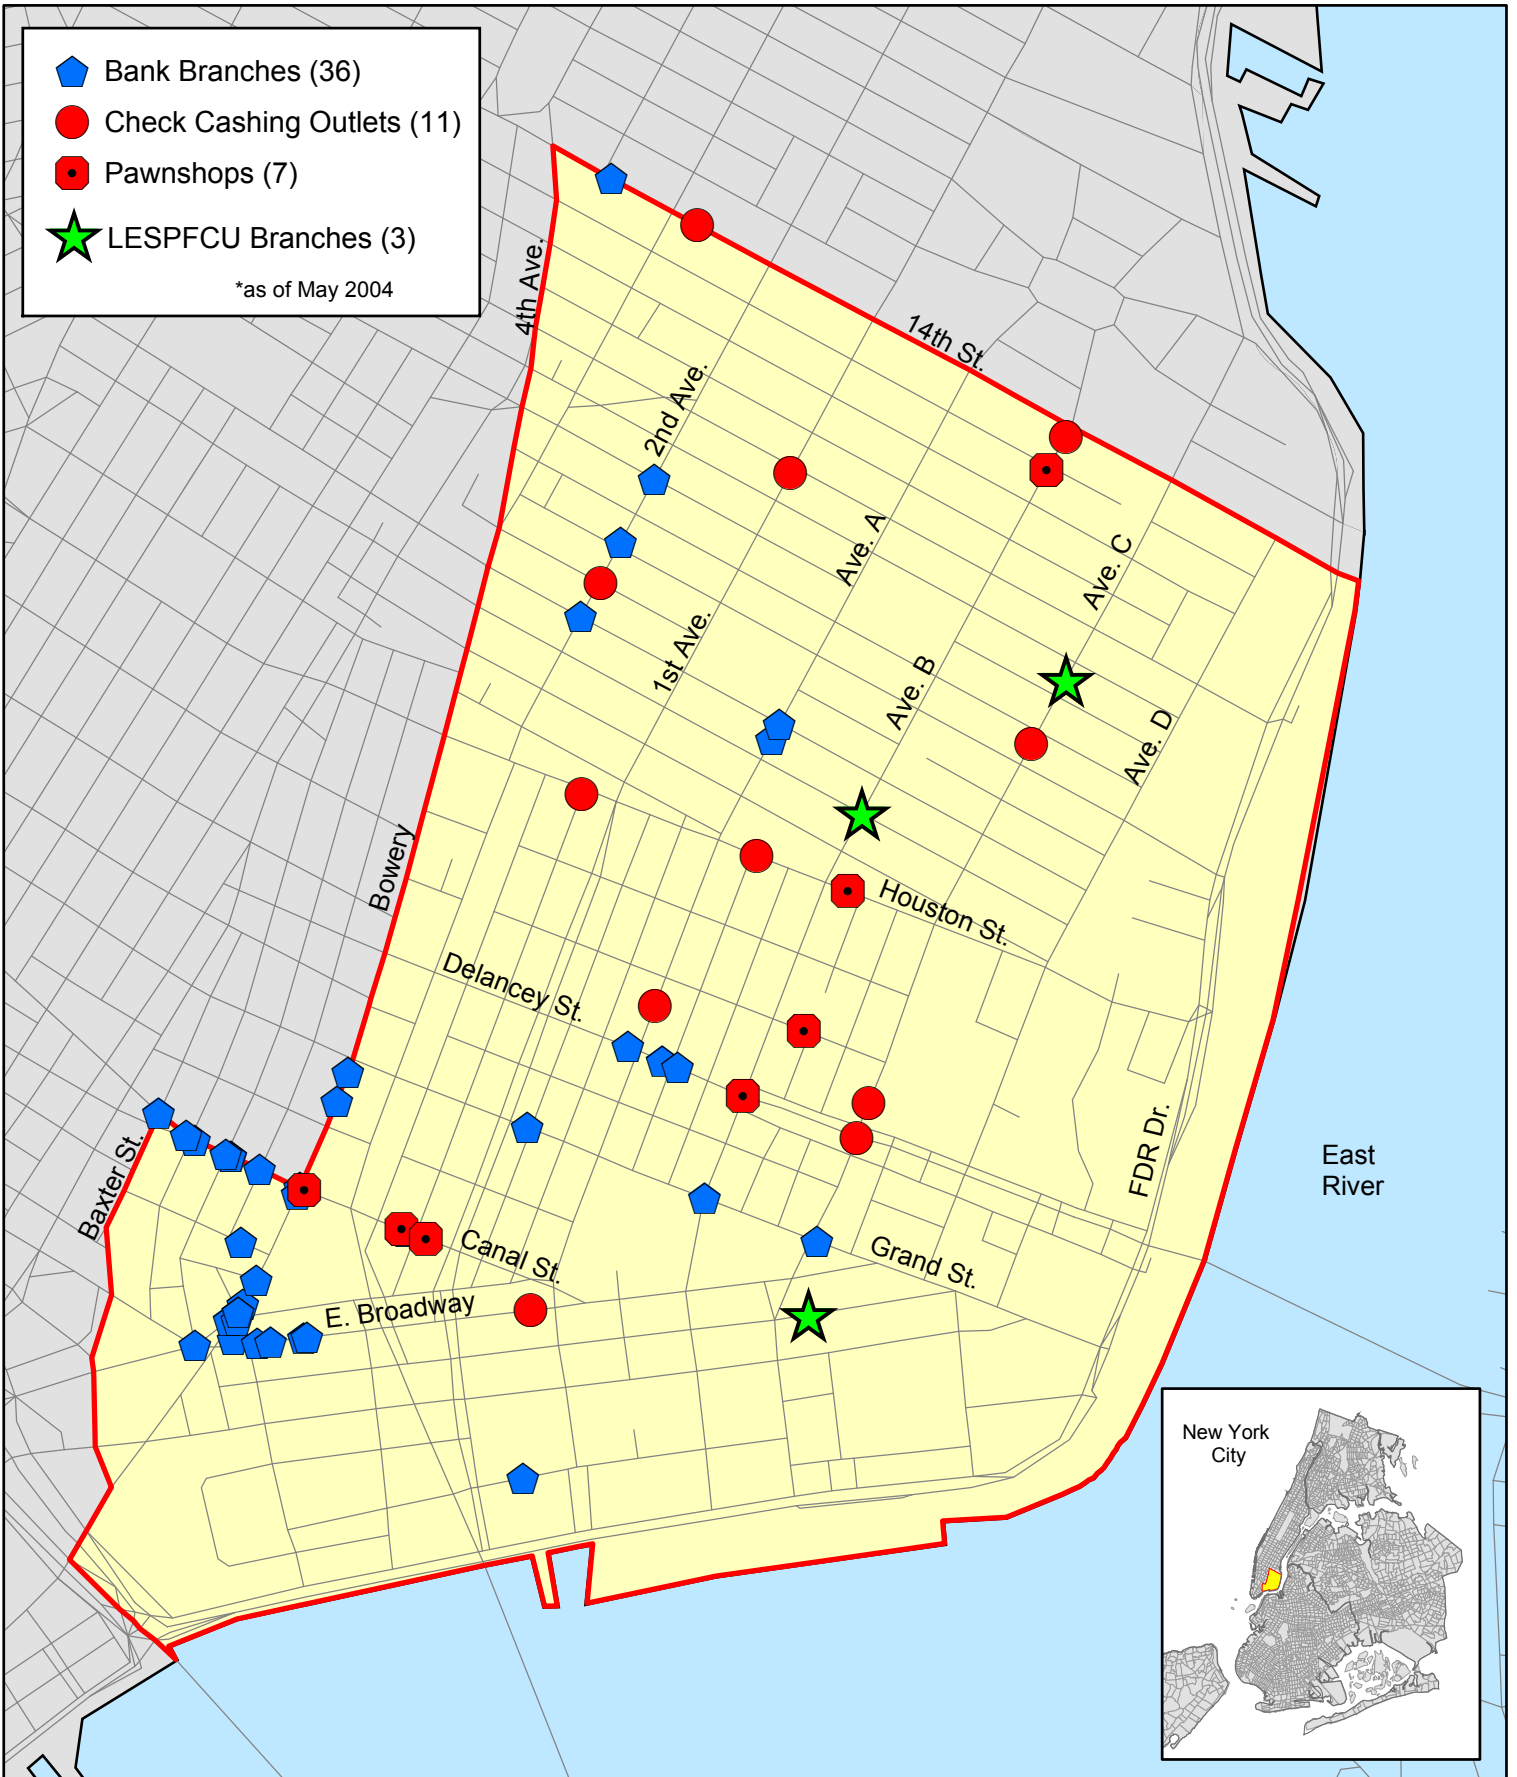 Bank Branches (36)
Check Cashing Outlets (11)
Pawnshops (7)
LESPFCU Branches (3)
*as of May 2004
4th Ave.
14th St.
2nd Ave.
Ave. A
Ave. C
1st Ave.
Ave. B
Ave. D
Bowery
Houston St.
Delancey St.
FDR Dr.
Baxter St.
East
River
Canal St.
Grand St.
E. Broadway
New York
City